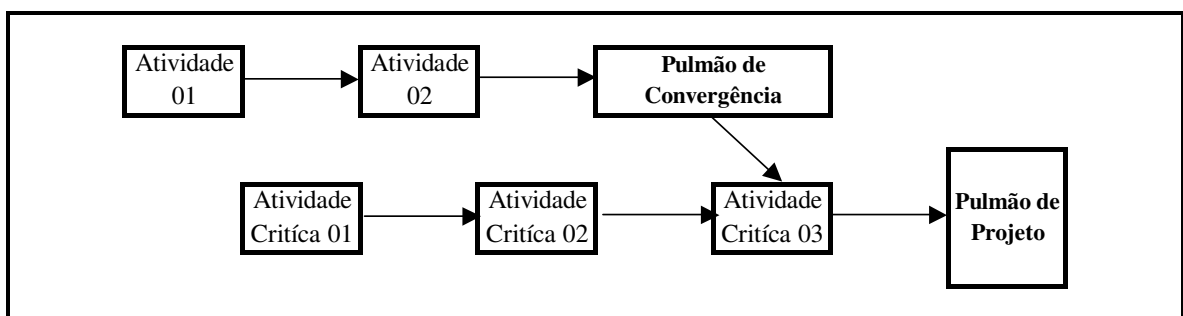 Atividade
01
Atividade
02
Pulmão de
Convergência
Atividade
Critíca 01
Atividade
Critíca 02
Atividade
Critíca 03
Pulmão de
Projeto